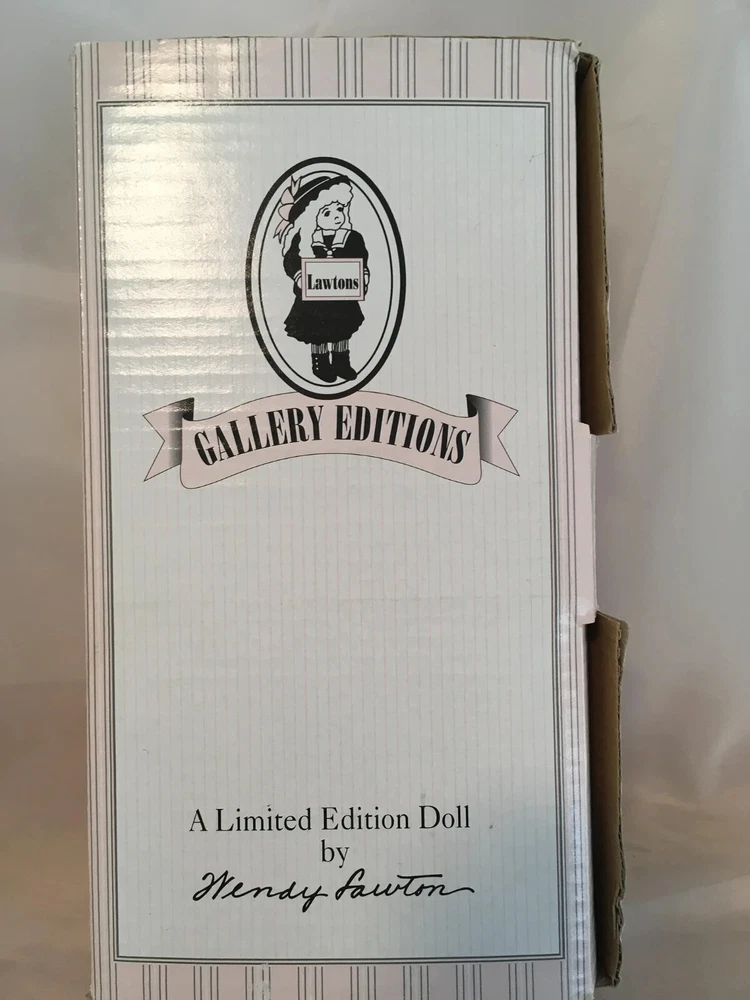 Lawtons
GALLERY EDITIONS
A Limited Edition Doll
by
Wendy Lawton